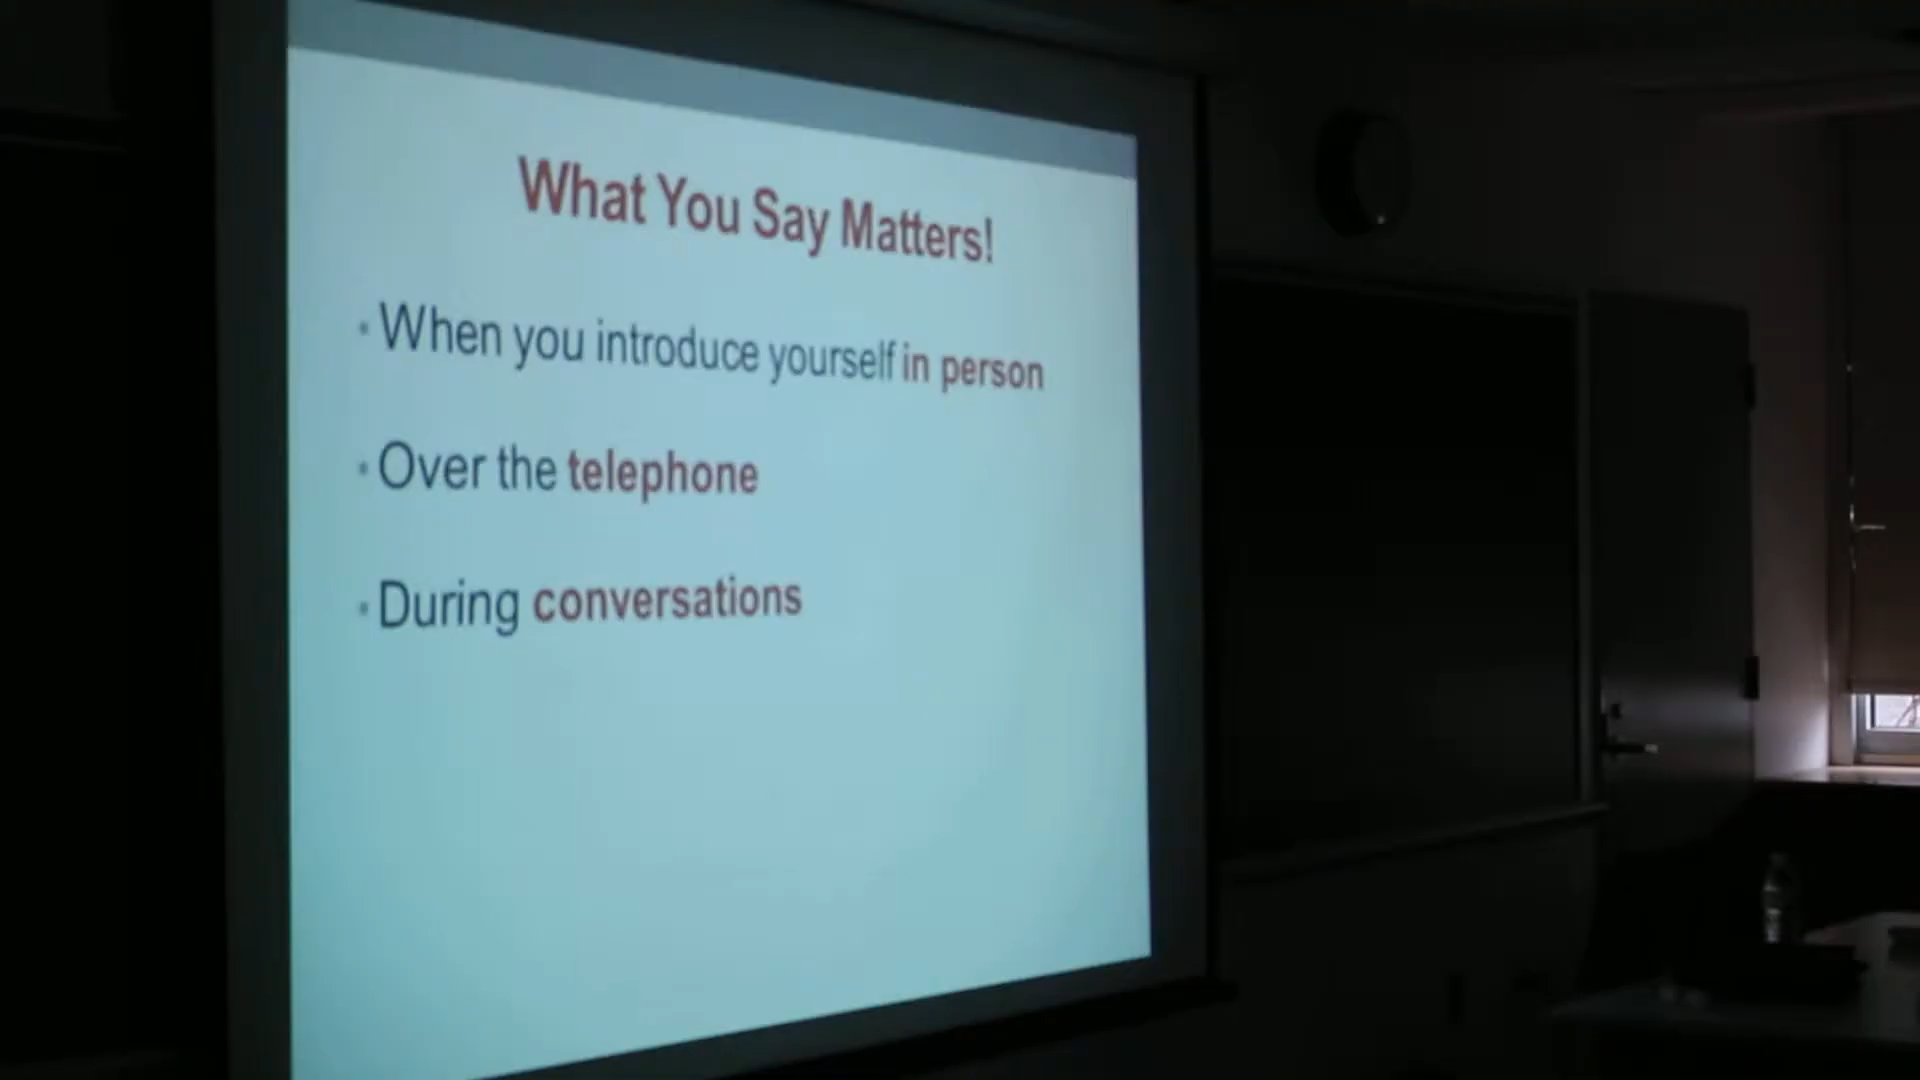 What You Say Matters!
• When you introduce yourself in person
• Over the telephone
• During conversations